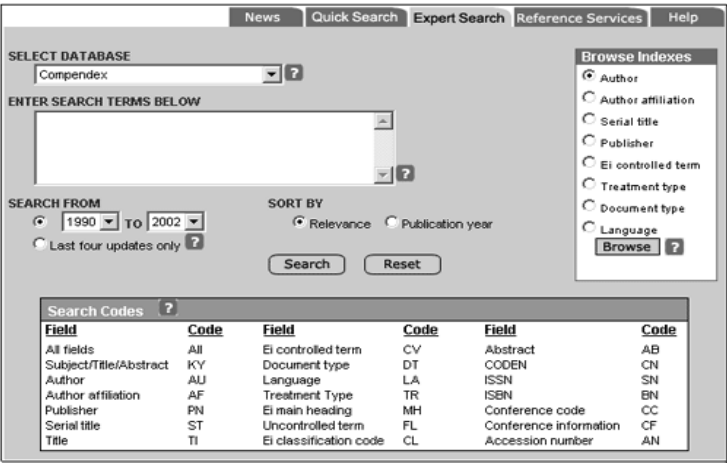 News Quick Search Expert Search Reference Services Help
SELECT DATABASE
Compendex
?
ENTER SEARCH TERMS BELOW
?
SEARCH FROM
1990 TO 2002
Last four updates only ?
SORT BY
Relevance Publication year
Search Reset
Browse Indexes
Author
Author affiliation
Serial title
Publisher
Ei controlled term
Treatment type
Document type
Language
Browse ?
Search Codes ?
Field Code Field Code Field Code
All fields All Ei controlled term CV Abstract AB
Subject/Title/Abstract KY Document type DT CODEN CN
Author AU Language LA ISSN SN
Author affiliation AF Treatment Type TR ISBN BN
Publisher PN Ei main heading MH Conference code CC
Serial title ST Uncontrolled term FL Conference information CF
Title TI Ei classification code CL Accession number AN